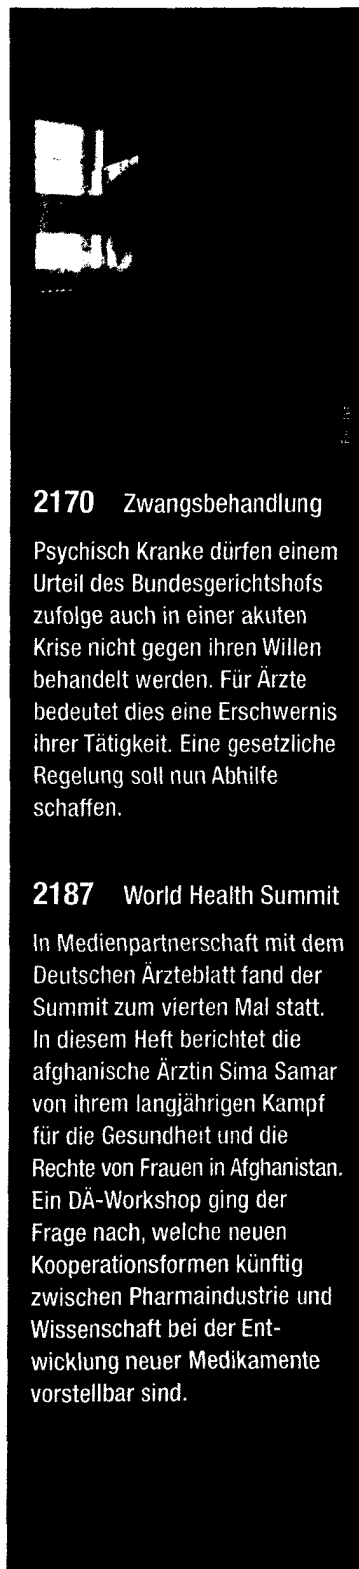 2170 Zwangsbehandlung
Psychisch Kranke dürfen einem
Urteil des Bundesgerichtshofs
zufolge auch in einer akuten
Krise nicht gegen ihren Willen
behandelt werden. Für Ärzte
bedeutet dies eine Erschwernis
ihrer Tätigkeit. Eine gesetzliche
Regelung soll nun Abhilfe
schaffen.
2187 World Health Summit
In Medienpartnerschaft mit dem
Deutschen Ärzteblatt fand der
Summit zum vierten Mal statt.
In diesem Heft berichtet die
afghanische Ärztin Sima Samar
von ihrem langjährigen Kampf
für die Gesundheit und die
Rechte von Frauen in Afghanistan.
Ein DÄ-Workshop ging der
Frage nach, welche neuen
Kooperationsformen künftig
zwischen Pharmaindustrie und
Wissenschaft bei der Ent-
wicklung neuer Medikamente
vorstellbar sind.